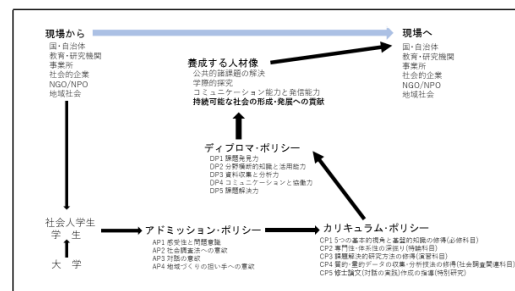 現場から
国・自治体
教育・研究機関
事業所
社会的企業
NGO/NPO
地域社会
現場へ
国・自治体
教育・研究機関
事業所
社会的企業
NGO/NPO
地域社会
養成する人材像
公共的諸課題の解決
学際的探究
コミュニケーション能力と発信能力
持続可能な社会の形成・発展への貢献
ディプロマ・ポリシー
DP1 課題発見力
DP2 分野横断的知識と活用能力
DP3 資料収集と分析力
DP4 コミュニケーションと協働力
DP5 課題解決力
社会人学生
学 生
大 学
アドミッション・ポリシー
AP1 感受性と問題意識
AP2 社会調査法への意欲
AP3 対話の意欲
AP4 地域づくりの担い手への意欲
カリキュラム・ポリシー
CP1 5つの基本的視角と基盤的知識の修得(必修科目)
CP2 専門性・体系性の深掘り(特論科目)
CP3 課題解決的研究方法の修得(演習科目)
CP4 質的・量的データの収集・分析技法の修得(社会調査関連科目)
CP5 修士論文(対話の実践)作成の指導(特別研究)